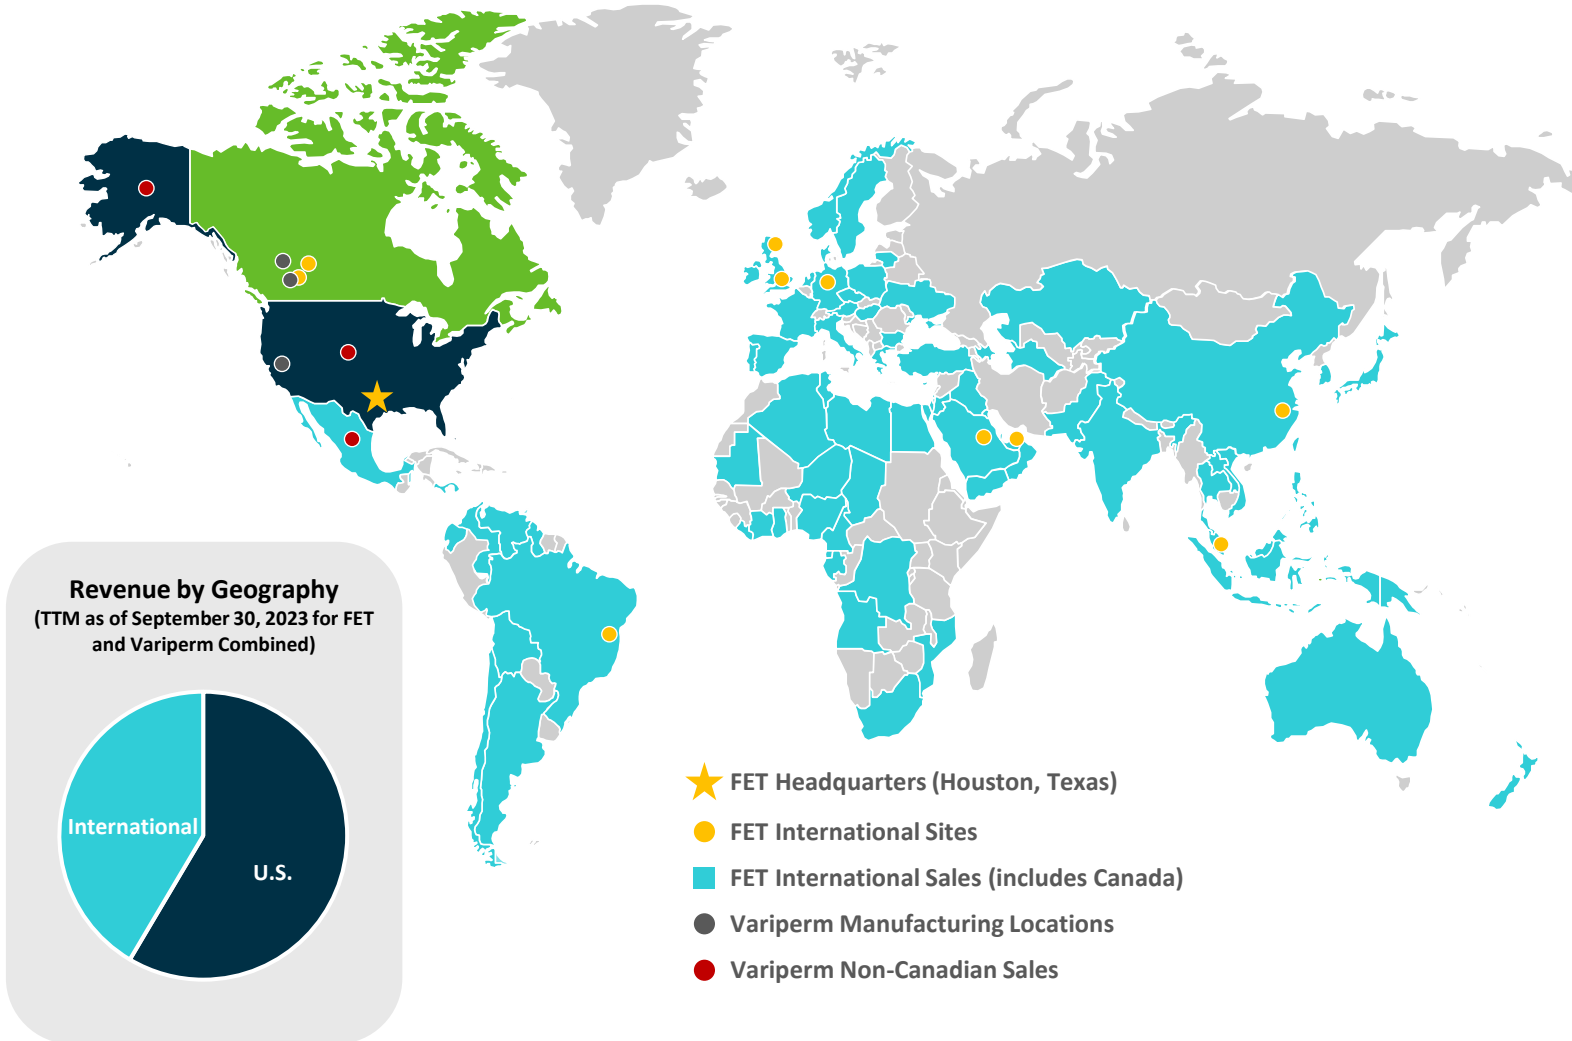 Revenue by Geography
(TTM as of September 30, 2023 for FET
and Variperm Combined)
International
U.S.
FET Headquarters (Houston, Texas)
FET International Sites
FET International Sales (includes Canada)
Variperm Manufacturing Locations
Variperm Non-Canadian Sales